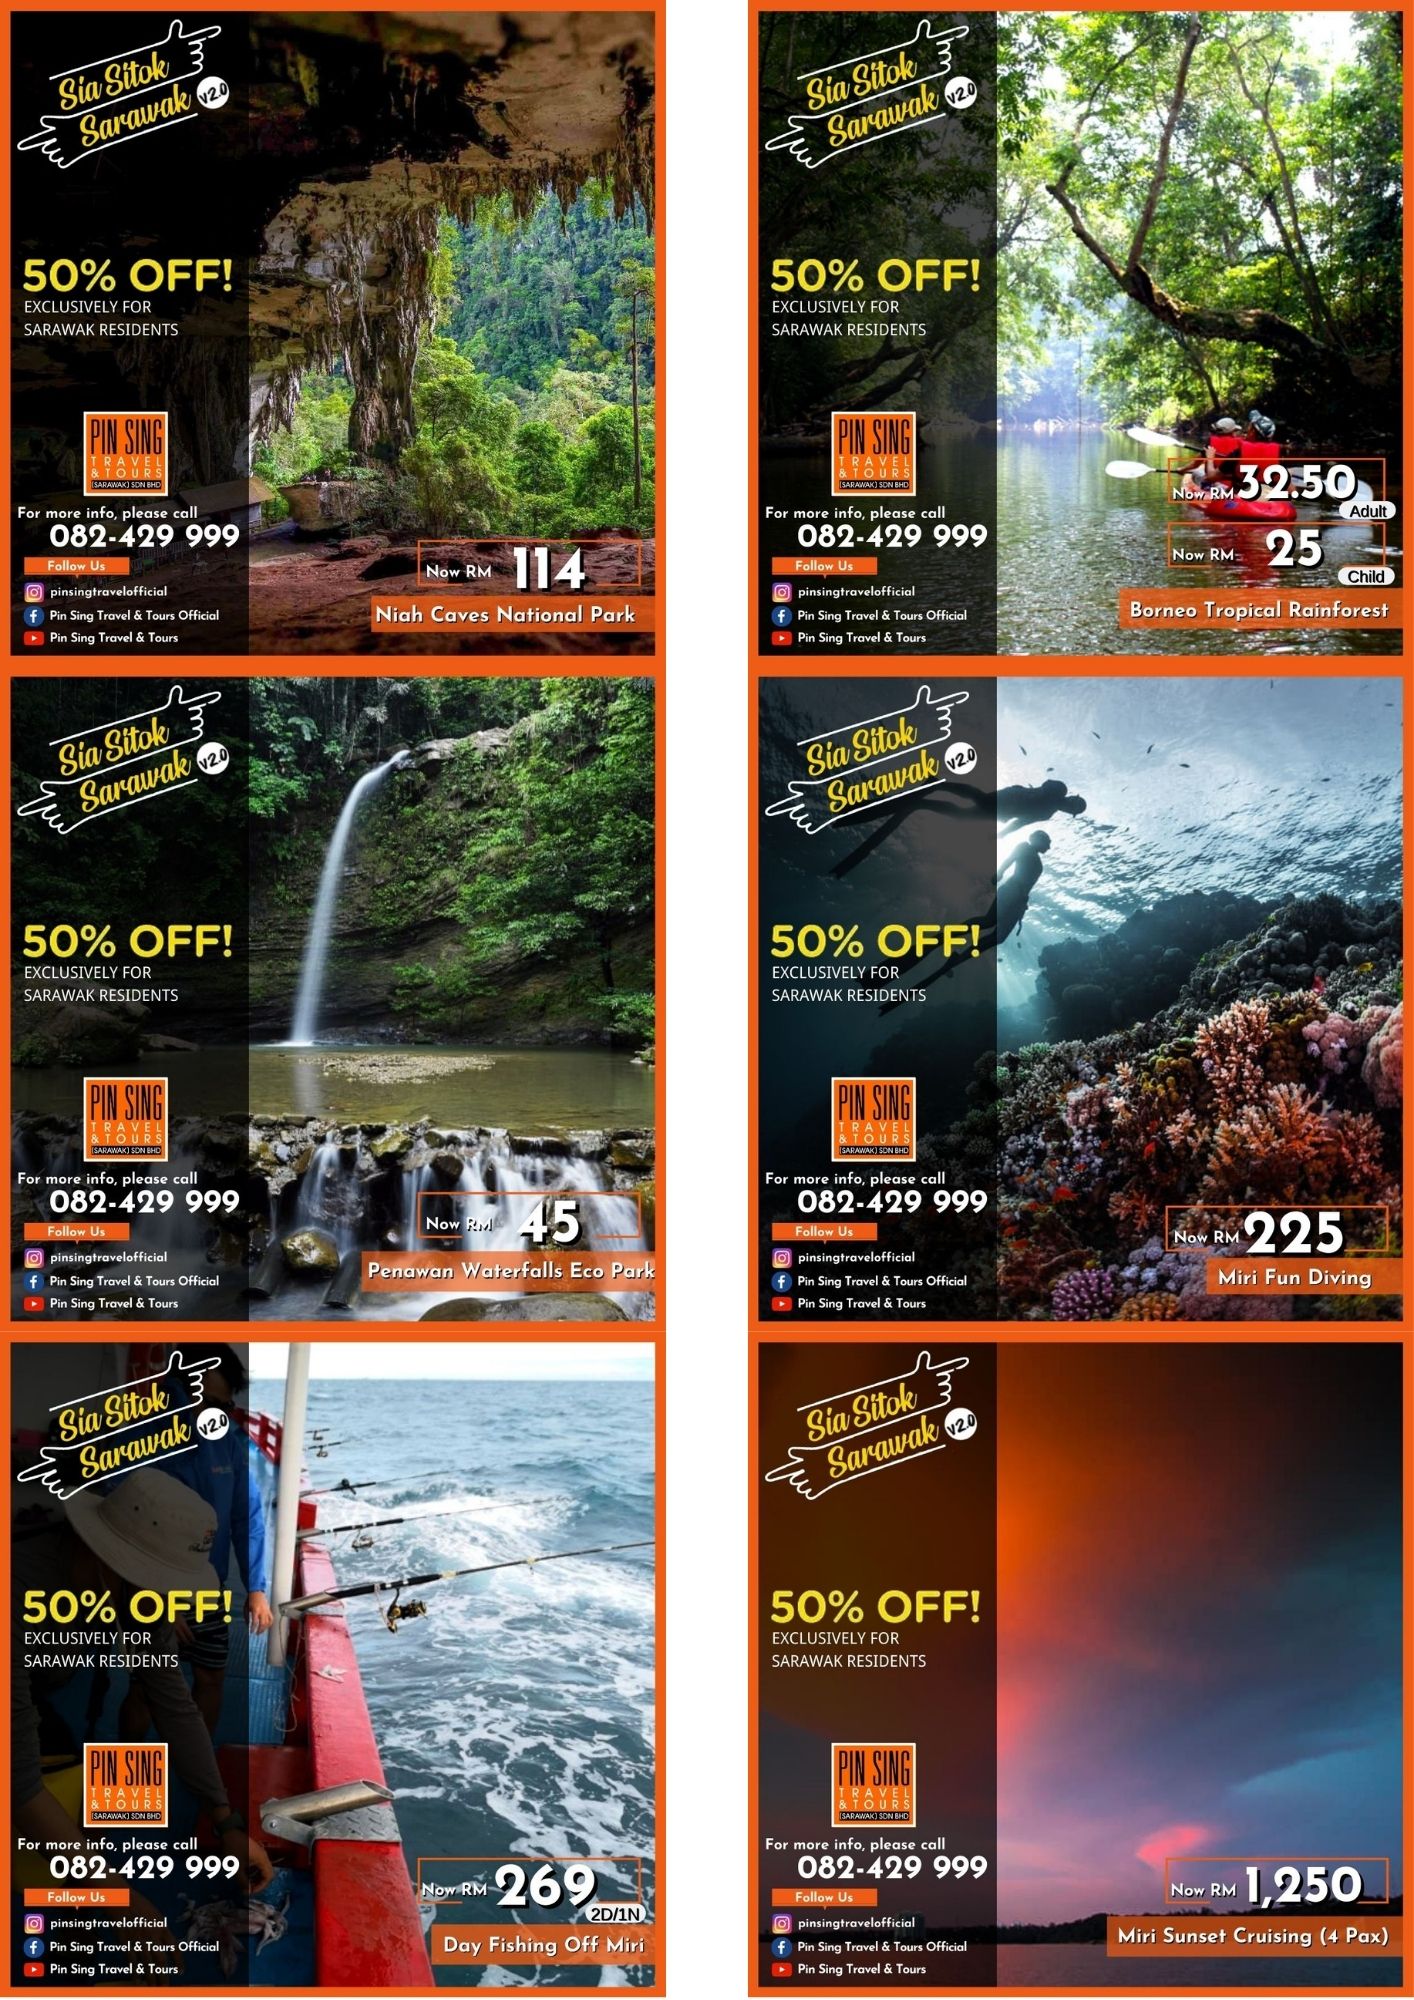 Sia Sitok
Sarawak v2.0
50% OFF!
EXCLUSIVELY FOR
SARAWAK RESIDENTS
PIN SING
TRAVEL
& TOURS
(SARAWAK) SDN BHD
For more info, please call
082-429 999
Follow Us
pinsingtravelofficial
Pin Sing Travel & Tours Official
Pin Sing Travel & Tours
Now RM 114
Niah Caves National Park
Sia Sitok
Sarawak v2.0
50% OFF!
EXCLUSIVELY FOR
SARAWAK RESIDENTS
PIN SING
TRAVEL
& TOURS
(SARAWAK) SDN BHD
For more info, please call
082-429 999
Follow Us
pinsingtravelofficial
Pin Sing Travel & Tours Official
Pin Sing Travel & Tours
Now RM 32.50
Adult
Now RM 25
Child
Borneo Tropical Rainforest
Sia Sitok
Sarawak v2.0
50% OFF!
EXCLUSIVELY FOR
SARAWAK RESIDENTS
PIN SING
TRAVEL
& TOURS
(SARAWAK) SDN BHD
For more info, please call
082-429 999
Follow Us
pinsingtravelofficial
Pin Sing Travel & Tours Official
Pin Sing Travel & Tours
Now RM 45
Penawan Waterfalls Eco Park
Sia Sitok
Sarawak v2.0
50% OFF!
EXCLUSIVELY FOR
SARAWAK RESIDENTS
PIN SING
TRAVEL
& TOURS
(SARAWAK) SDN BHD
For more info, please call
082-429 999
Follow Us
pinsingtravelofficial
Pin Sing Travel & Tours Official
Pin Sing Travel & Tours
Now RM 225
Miri Fun Diving
Sia Sitok
Sarawak v2.0
50% OFF!
EXCLUSIVELY FOR
SARAWAK RESIDENTS
PIN SING
TRAVEL
& TOURS
(SARAWAK) SDN BHD
For more info, please call
082-429 999
Follow Us
pinsingtravelofficial
Pin Sing Travel & Tours Official
Pin Sing Travel & Tours
Now RM 269
2D/1N
Day Fishing Off Miri
Sia Sitok
Sarawak v2.0
50% OFF!
EXCLUSIVELY FOR
SARAWAK RESIDENTS
PIN SING
TRAVEL
& TOURS
(SARAWAK) SDN BHD
For more info, please call
082-429 999
Follow Us
pinsingtravelofficial
Pin Sing Travel & Tours Official
Pin Sing Travel & Tours
Now RM 1,250
Miri Sunset Cruising (4 Pax)